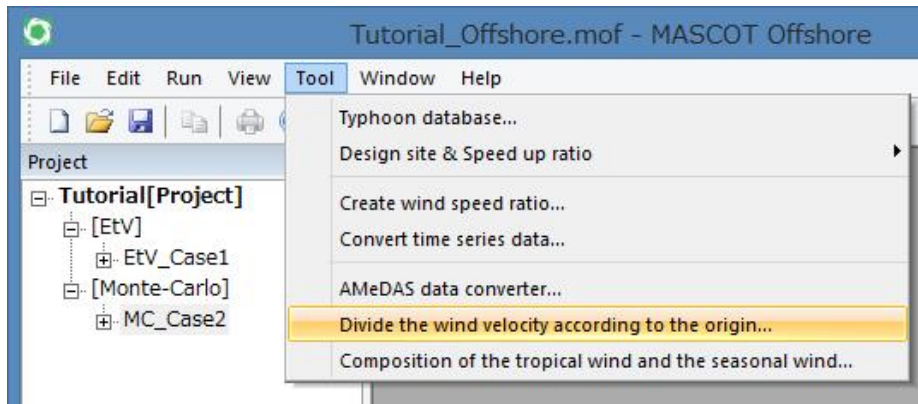 Tutorial_Offshore.mof - MASCOT Offshore
File Edit Run View Tool Window Help
Typhoon database...
Design site & Speed up ratio
Create wind speed ratio...
Convert time series data...
AMeDAS data converter...
Divide the wind velocity according to the origin...
Composition of the tropical wind and the seasonal wind...
Project
Tutorial[Project]
[EtV]
EtV_Case1
[Monte-Carlo]
MC_Case2